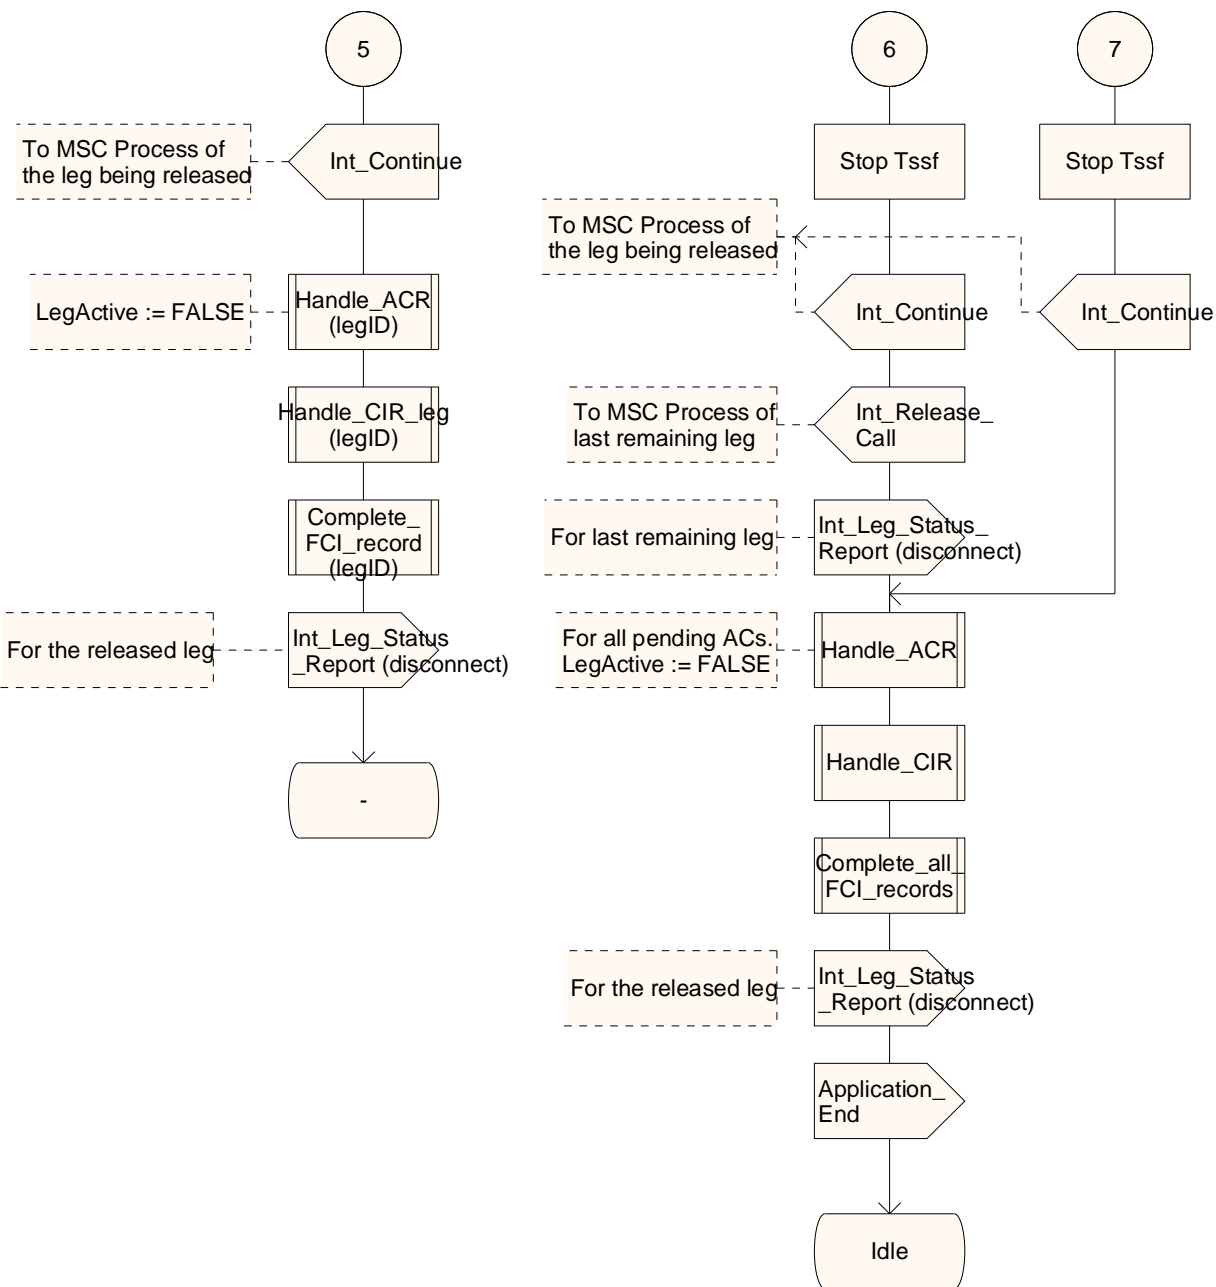 5
To MSC Process of
the leg being released
Int_Continue
LegActive := FALSE
Handle_ACR
(legID)
Handle_CIR_leg
(legID)
Complete_
FCI_record
(legID)
For the released leg
Int_Leg_Status
_Report (disconnect)
-
6
7
Stop Tssf
Stop Tssf
To MSC Process of
the leg being released
Int_Continue
Int_Continue
To MSC Process of
last remaining leg
Int_Release_
Call
For last remaining leg
Int_Leg_Status_
Report (disconnect)
For all pending ACs.
LegActive := FALSE
Handle_ACR
Handle_CIR
Complete_all_
FCI_records
For the released leg
Int_Leg_Status
_Report (disconnect)
Application_
End
Idle